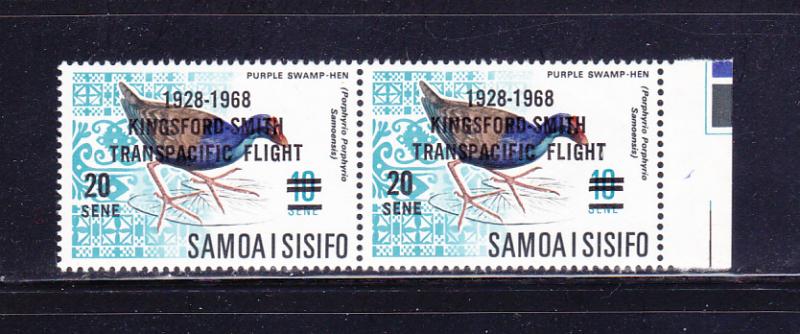 PURPLE SWAMP-HEN
1928-1968
KINGSFORD-SMITH
TRANSPACIFIC FLIGHT
(Porphyrio Porphyrio
Samoensis)
20
SENE
10
SENE
SAMOA I SISIFO
PURPLE SWAMP-HEN
1928-1968
KINGSFORD-SMITH
TRANSPACIFIC FLIGHT
(Porphyrio Porphyrio
Samoensis)
20
SENE
10
SENE
SAMOA I SISIFO